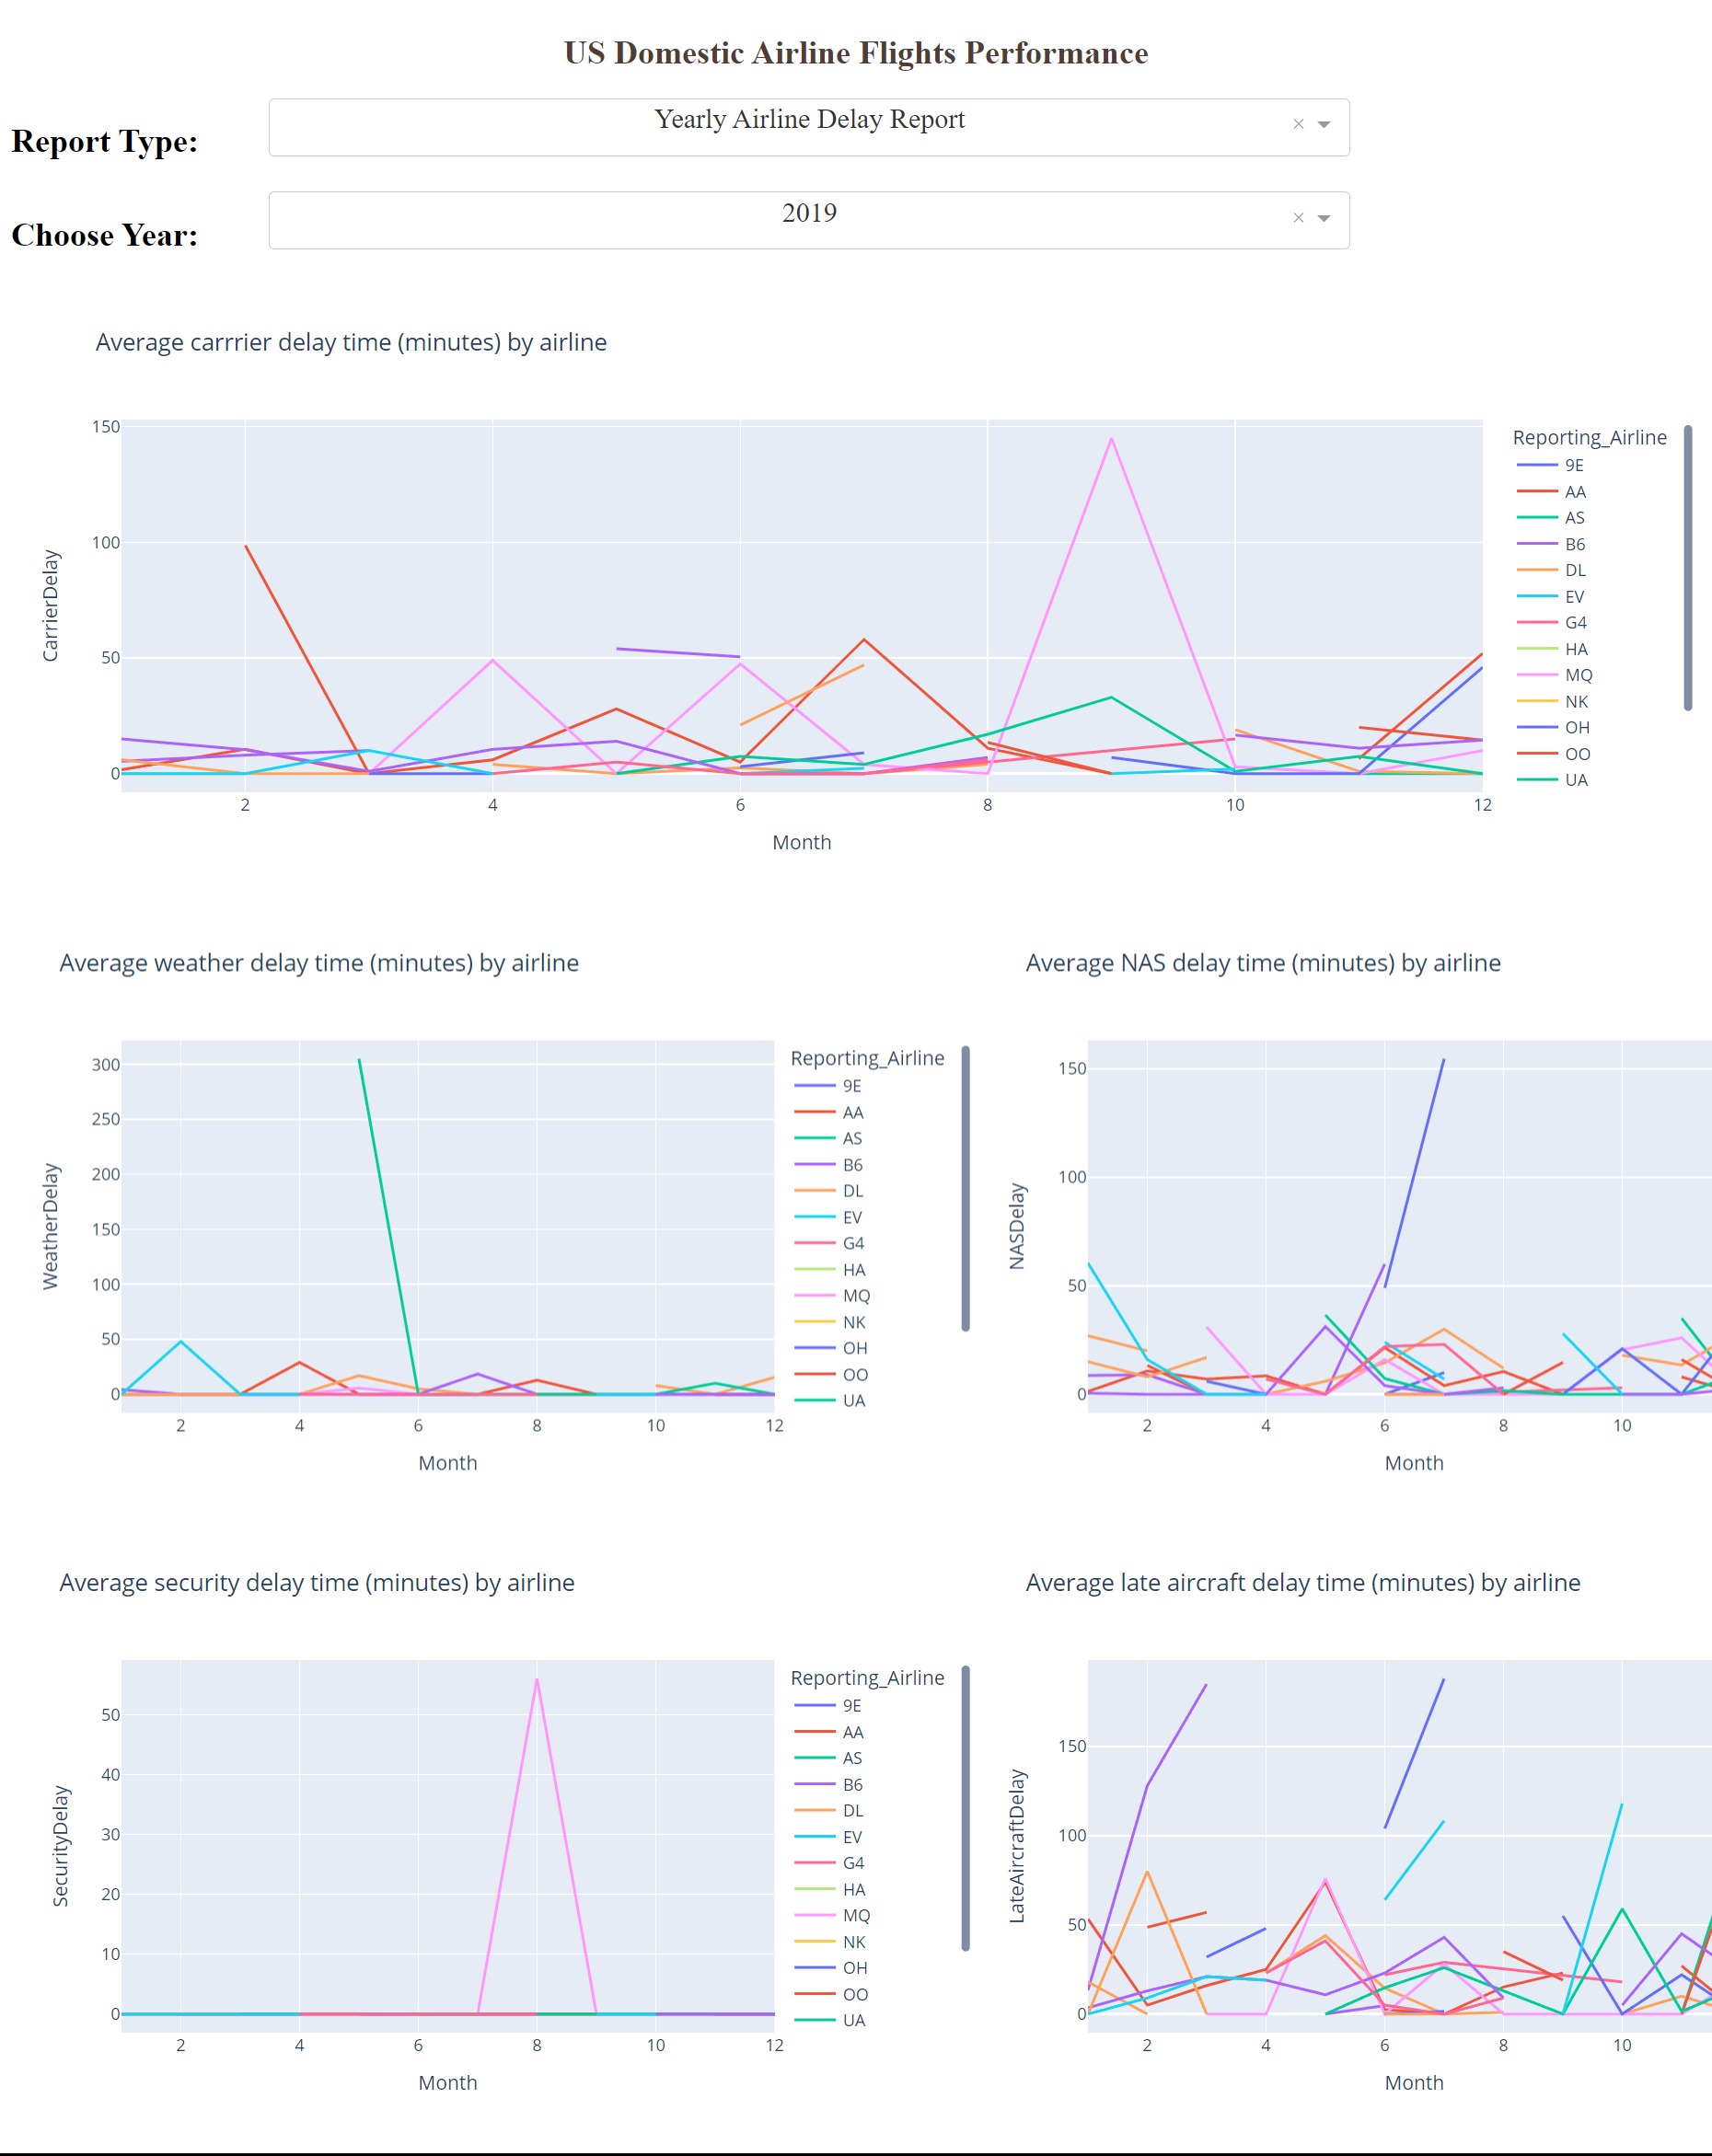 US Domestic Airline Flights Performance
Report Type:
Yearly Airline Delay Report
×
Choose Year:
2019
×
Average carrrier delay time (minutes) by airline
CarrierDelay
150
100
50
0
2 4 6 8 10 12
Month
Reporting_Airline
9E
AA
AS
B6
DL
EV
G4
HA
MQ
NK
OH
OO
UA
Average weather delay time (minutes) by airline
WeatherDelay
300
250
200
150
100
50
0
2 4 6 8 10 12
Month
Reporting_Airline
9E
AA
AS
B6
DL
EV
G4
HA
MQ
NK
OH
OO
UA
Average NAS delay time (minutes) by airline
NASDelay
150
100
50
0
2 4 6 8 10
Month
Average security delay time (minutes) by airline
SecurityDelay
50
40
30
20
10
0
2 4 6 8 10 12
Month
Reporting_Airline
9E
AA
AS
B6
DL
EV
G4
HA
MQ
NK
OH
OO
UA
Average late aircraft delay time (minutes) by airline
LateAircraftDelay
150
100
50
0
2 4 6 8 10
Month